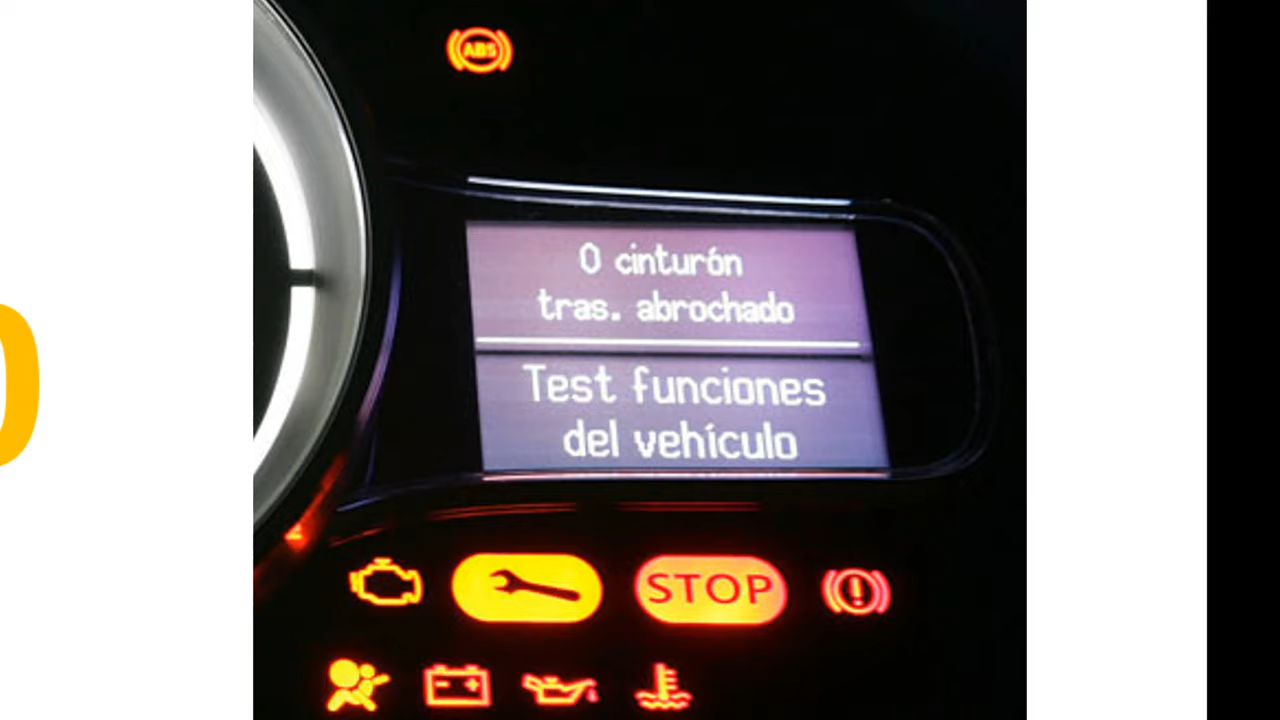 ABS
0 cinturón
tras. abrochado
Test funciones
del vehículo
STOP